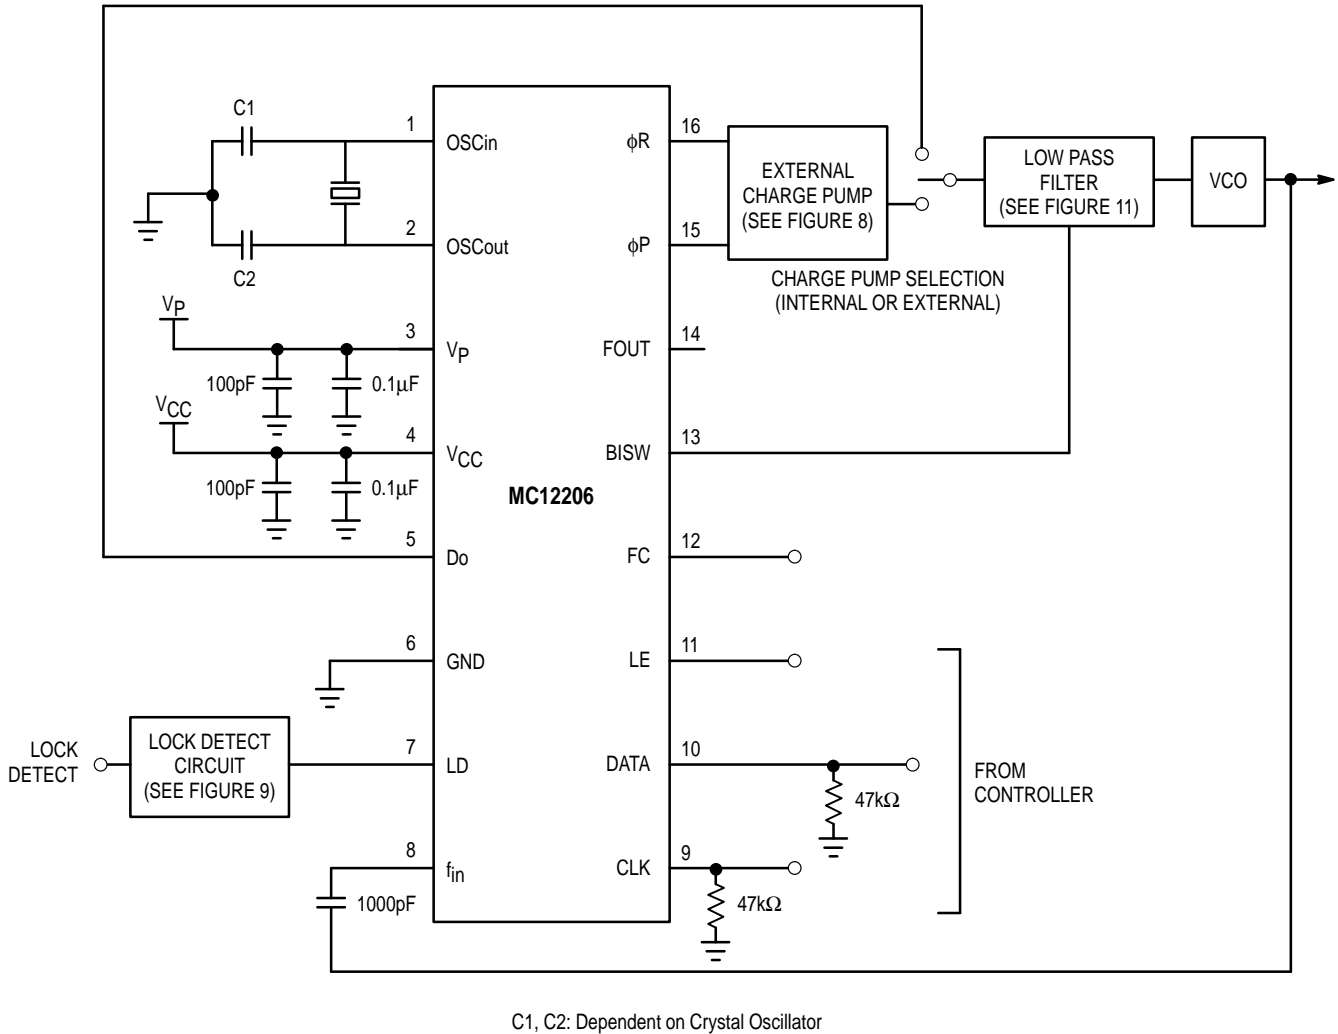 C1
1
OSCin
2
OSCout
C2
VP
3
VP
100pF
0.1μF
VCC
4
VCC
100pF
0.1μF
MC12206
5
Do
6
GND
LOCK
DETECT
LOCK DETECT
CIRCUIT
(SEE FIGURE 9)
7
LD
8
fin
1000pF
16
φR
15
φP
EXTERNAL
CHARGE PUMP
(SEE FIGURE 8)
CHARGE PUMP SELECTION
(INTERNAL OR EXTERNAL)
LOW PASS
FILTER
(SEE FIGURE 11)
VCO
14
FOUT
13
BISW
12
FC
11
LE
10
DATA
47kΩ
9
CLK
47kΩ
FROM
CONTROLLER
C1, C2: Dependent on Crystal Oscillator